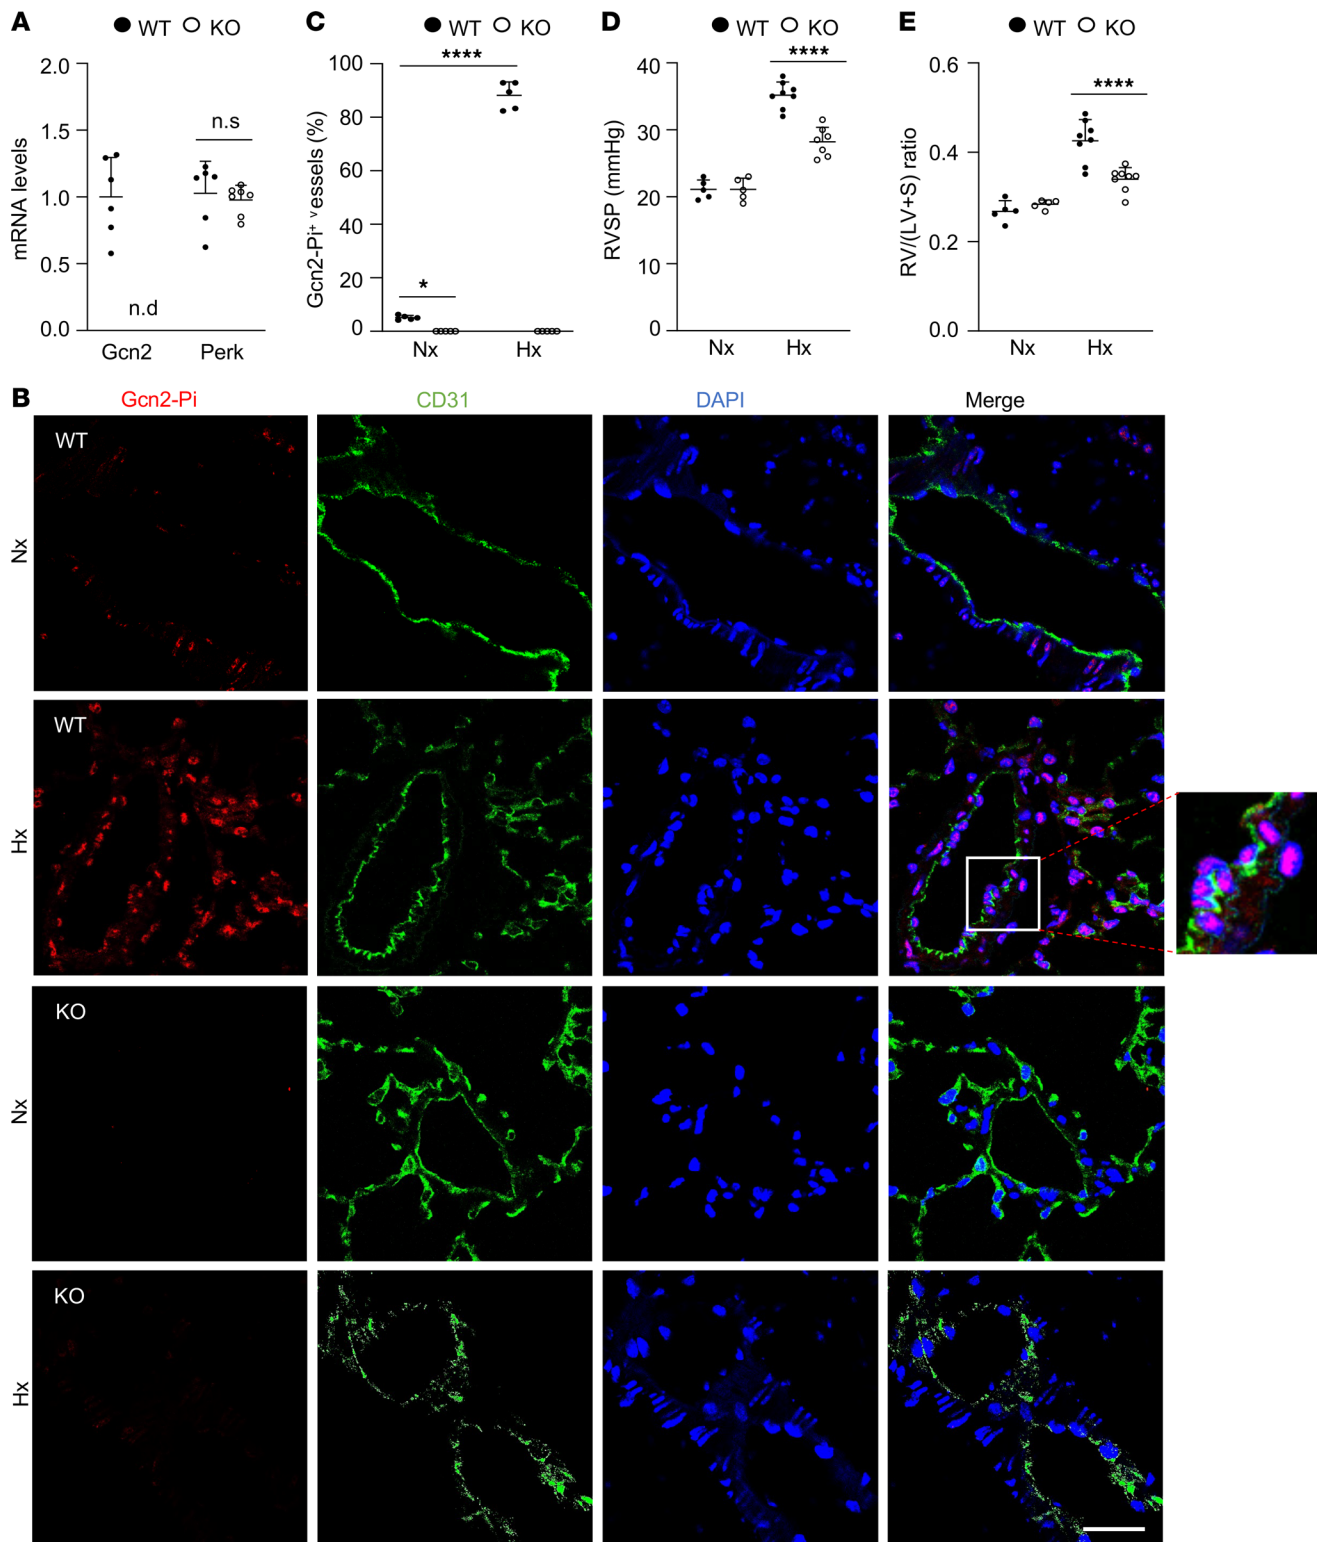 A
WT KO
2.0
1.5
1.0
0.5
0.0
mRNA levels
n.s
n.d
Gcn2 Perk
C
WT KO
100
80
60
40
20
0
Gcn2-Pi⁺ ᵛessels (%)
****
*
Nx Hx
D
WT KO
40
30
20
10
0
RVSP (mmHg)
****
Nx Hx
E
WT KO
0.6
0.4
0.2
0.0
RV/(LV+S) ratio
****
Nx Hx
B
Gcn2-Pi CD31 DAPI Merge
Nx
WT
Hx
WT
Nx
KO
Hx
KO